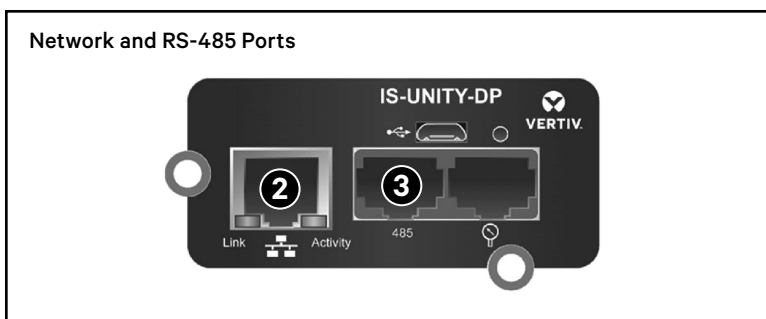 Network and RS-485 Ports
IS-UNITY-DP
VERTIV.
2
3
Link
Activity
485